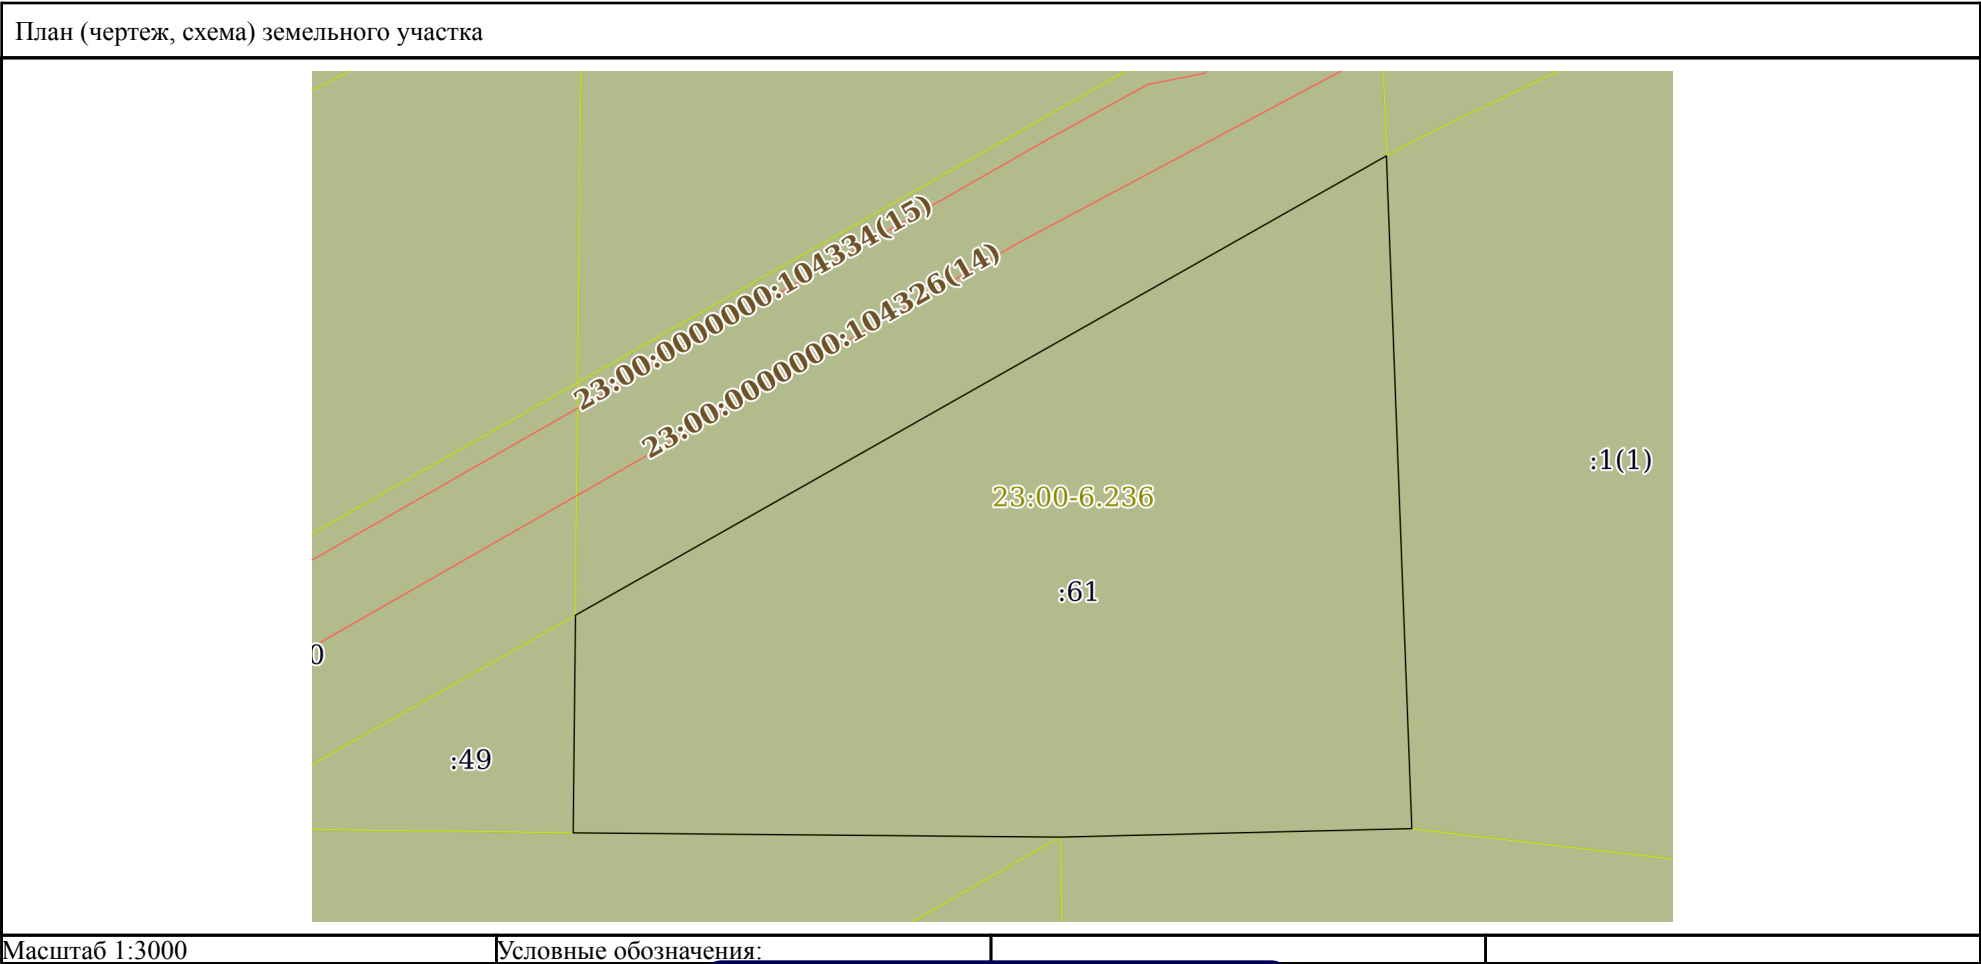 План (чертеж, схема) земельного участка
23:00:0000000:104334(15)
23:00:0000000:104326(14)
:1(1)
23:00-6.236
:61
0
:49
Масштаб 1:3000
Условные обозначения: